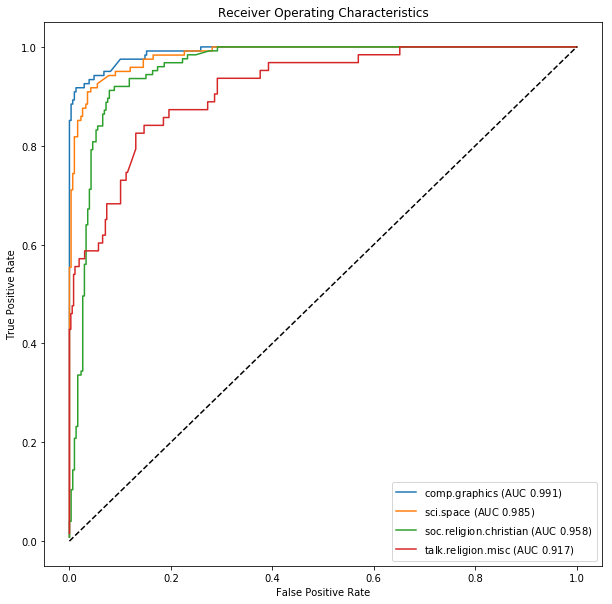 Receiver Operating Characteristics
1.0
0.8
0.6
0.4
0.2
0.0
True Positive Rate
comp.graphics (AUC 0.991)
sci.space (AUC 0.985)
soc.religion.christian (AUC 0.958)
talk.religion.misc (AUC 0.917)
0.0 0.2 0.4 0.6 0.8 1.0
False Positive Rate